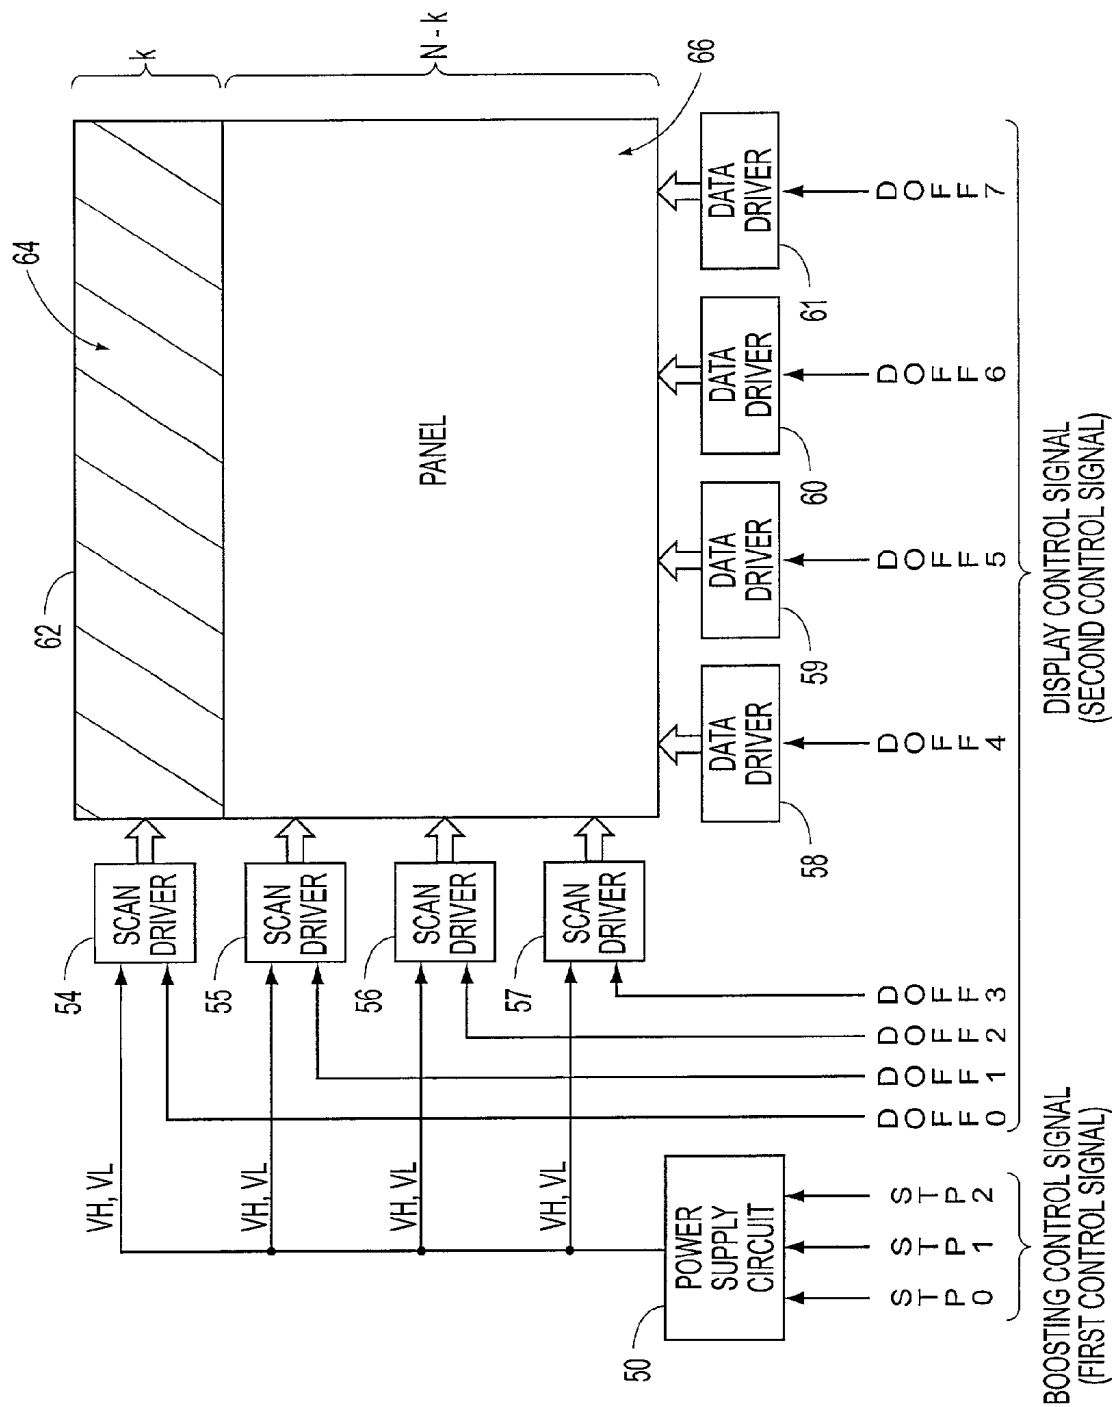 k
N - k
64
66
62
PANEL
54
SCAN
DRIVER
55
SCAN
DRIVER
56
SCAN
DRIVER
57
SCAN
DRIVER
VH, VL
VH, VL
VH, VL
VH, VL
DATA
DRIVER
58
DATA
DRIVER
59
DATA
DRIVER
60
DATA
DRIVER
61
POWER
SUPPLY
CIRCUIT
50
STP0
STP1
STP2
DOFF0
DOFF1
DOFF2
DOFF3
DOFF4
DOFF5
DOFF6
DOFF7
BOOSTING CONTROL SIGNAL
(FIRST CONTROL SIGNAL)
DISPLAY CONTROL SIGNAL
(SECOND CONTROL SIGNAL)